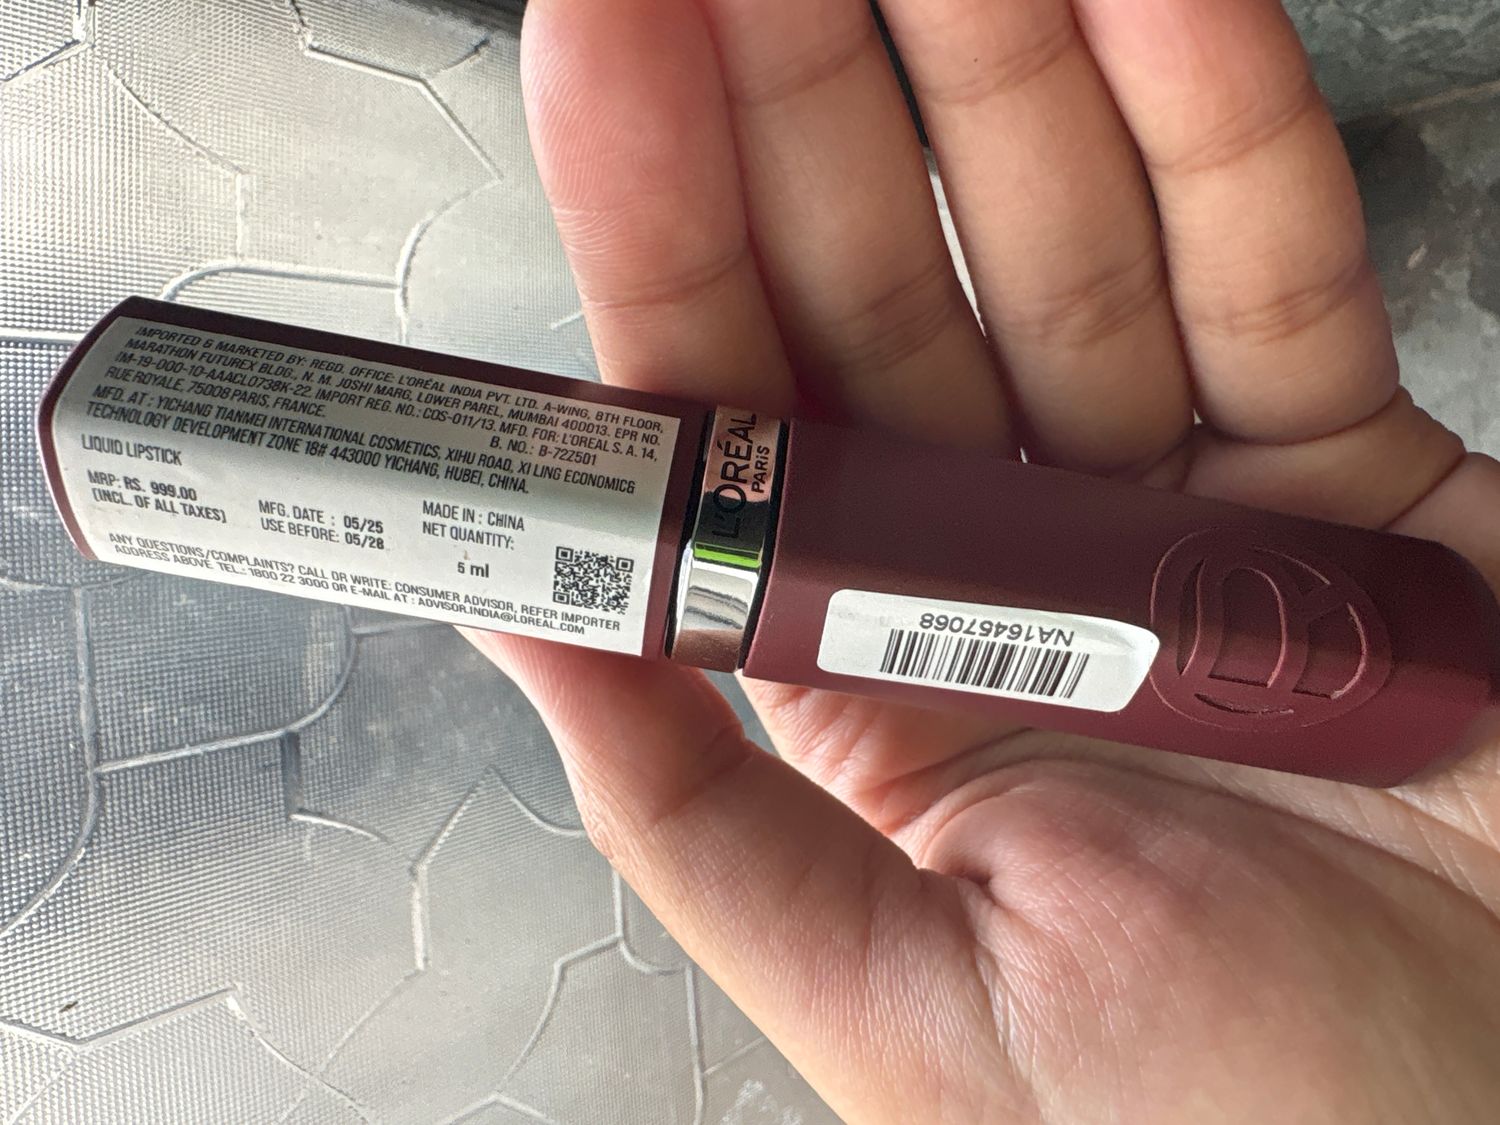 IMPORTED & MARKETED BY: REGD. OFFICE: L'ORÉAL INDIA PVT. LTD. A-WING, 8TH FLOOR,
MARATHON FUTUREX BLDG., N. M. JOSHI MARG, LOWER PAREL, MUMBAI 400013. EPR NO.
IM-19-000-10-AAACL0738K-22. IMPORT REG. NO.: COS-011/13. MFD. FOR: L'OREAL S. A. 14,
RUE ROYALE, 75008 PARIS, FRANCE. B. NO.: B-72Z501
MFD. AT : YICHANG TIANMEI INTERNATIONAL COSMETICS, XIHU ROAD, XI LING ECONOMICG
TECHNOLOGY DEVELOPMENT ZONE 18# 443000 YICHANG, HUBEI, CHINA.
LIQUID LIPSTICK
MRP: RS. 999.00
[INCL. OF ALL TAXES]
MFG. DATE : 05/25
USE BEFORE: 05/28
MADE IN : CHINA
NET QUANTITY:
5 ml
ANY QUESTIONS/COMPLAINTS? CALL OR WRITE: CONSUMER ADVISOR, REFER IMPORTER
ADDRESS ABOVE. TEL.: 1800 22 3000 OR E-MAIL AT : ADVISOR.INDIA@LOREAL.COM
L'ORÉAL
PARiS
NA16457068